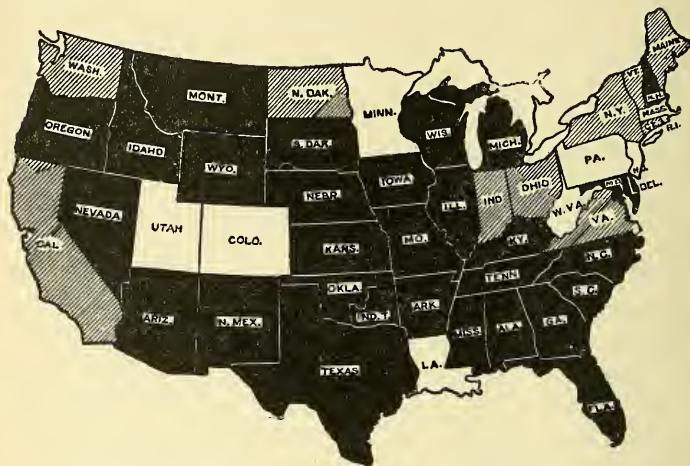 WASH.
MONT.
N. DAK.
MINN.
VT.
MAINE
N.H.
N.Y.
MASS
R.I.
OREGON
IDAHO
WYO.
S. DAK.
WIS.
MICH.
PA.
N.J.
NEBR.
IOWA
ILL.
IND
OHIO
M.D.
DEL.
W. VA.
VA.
CAL
NEVADA
UTAH
COLO.
KANS.
MO.
KY.
N.C.
TENN
S.C.
ARIZ.
N. MEX.
OKLA.
IND. T.
ARK.
MISS.
ALA
GA.
TEXAS
LA.
FLA.